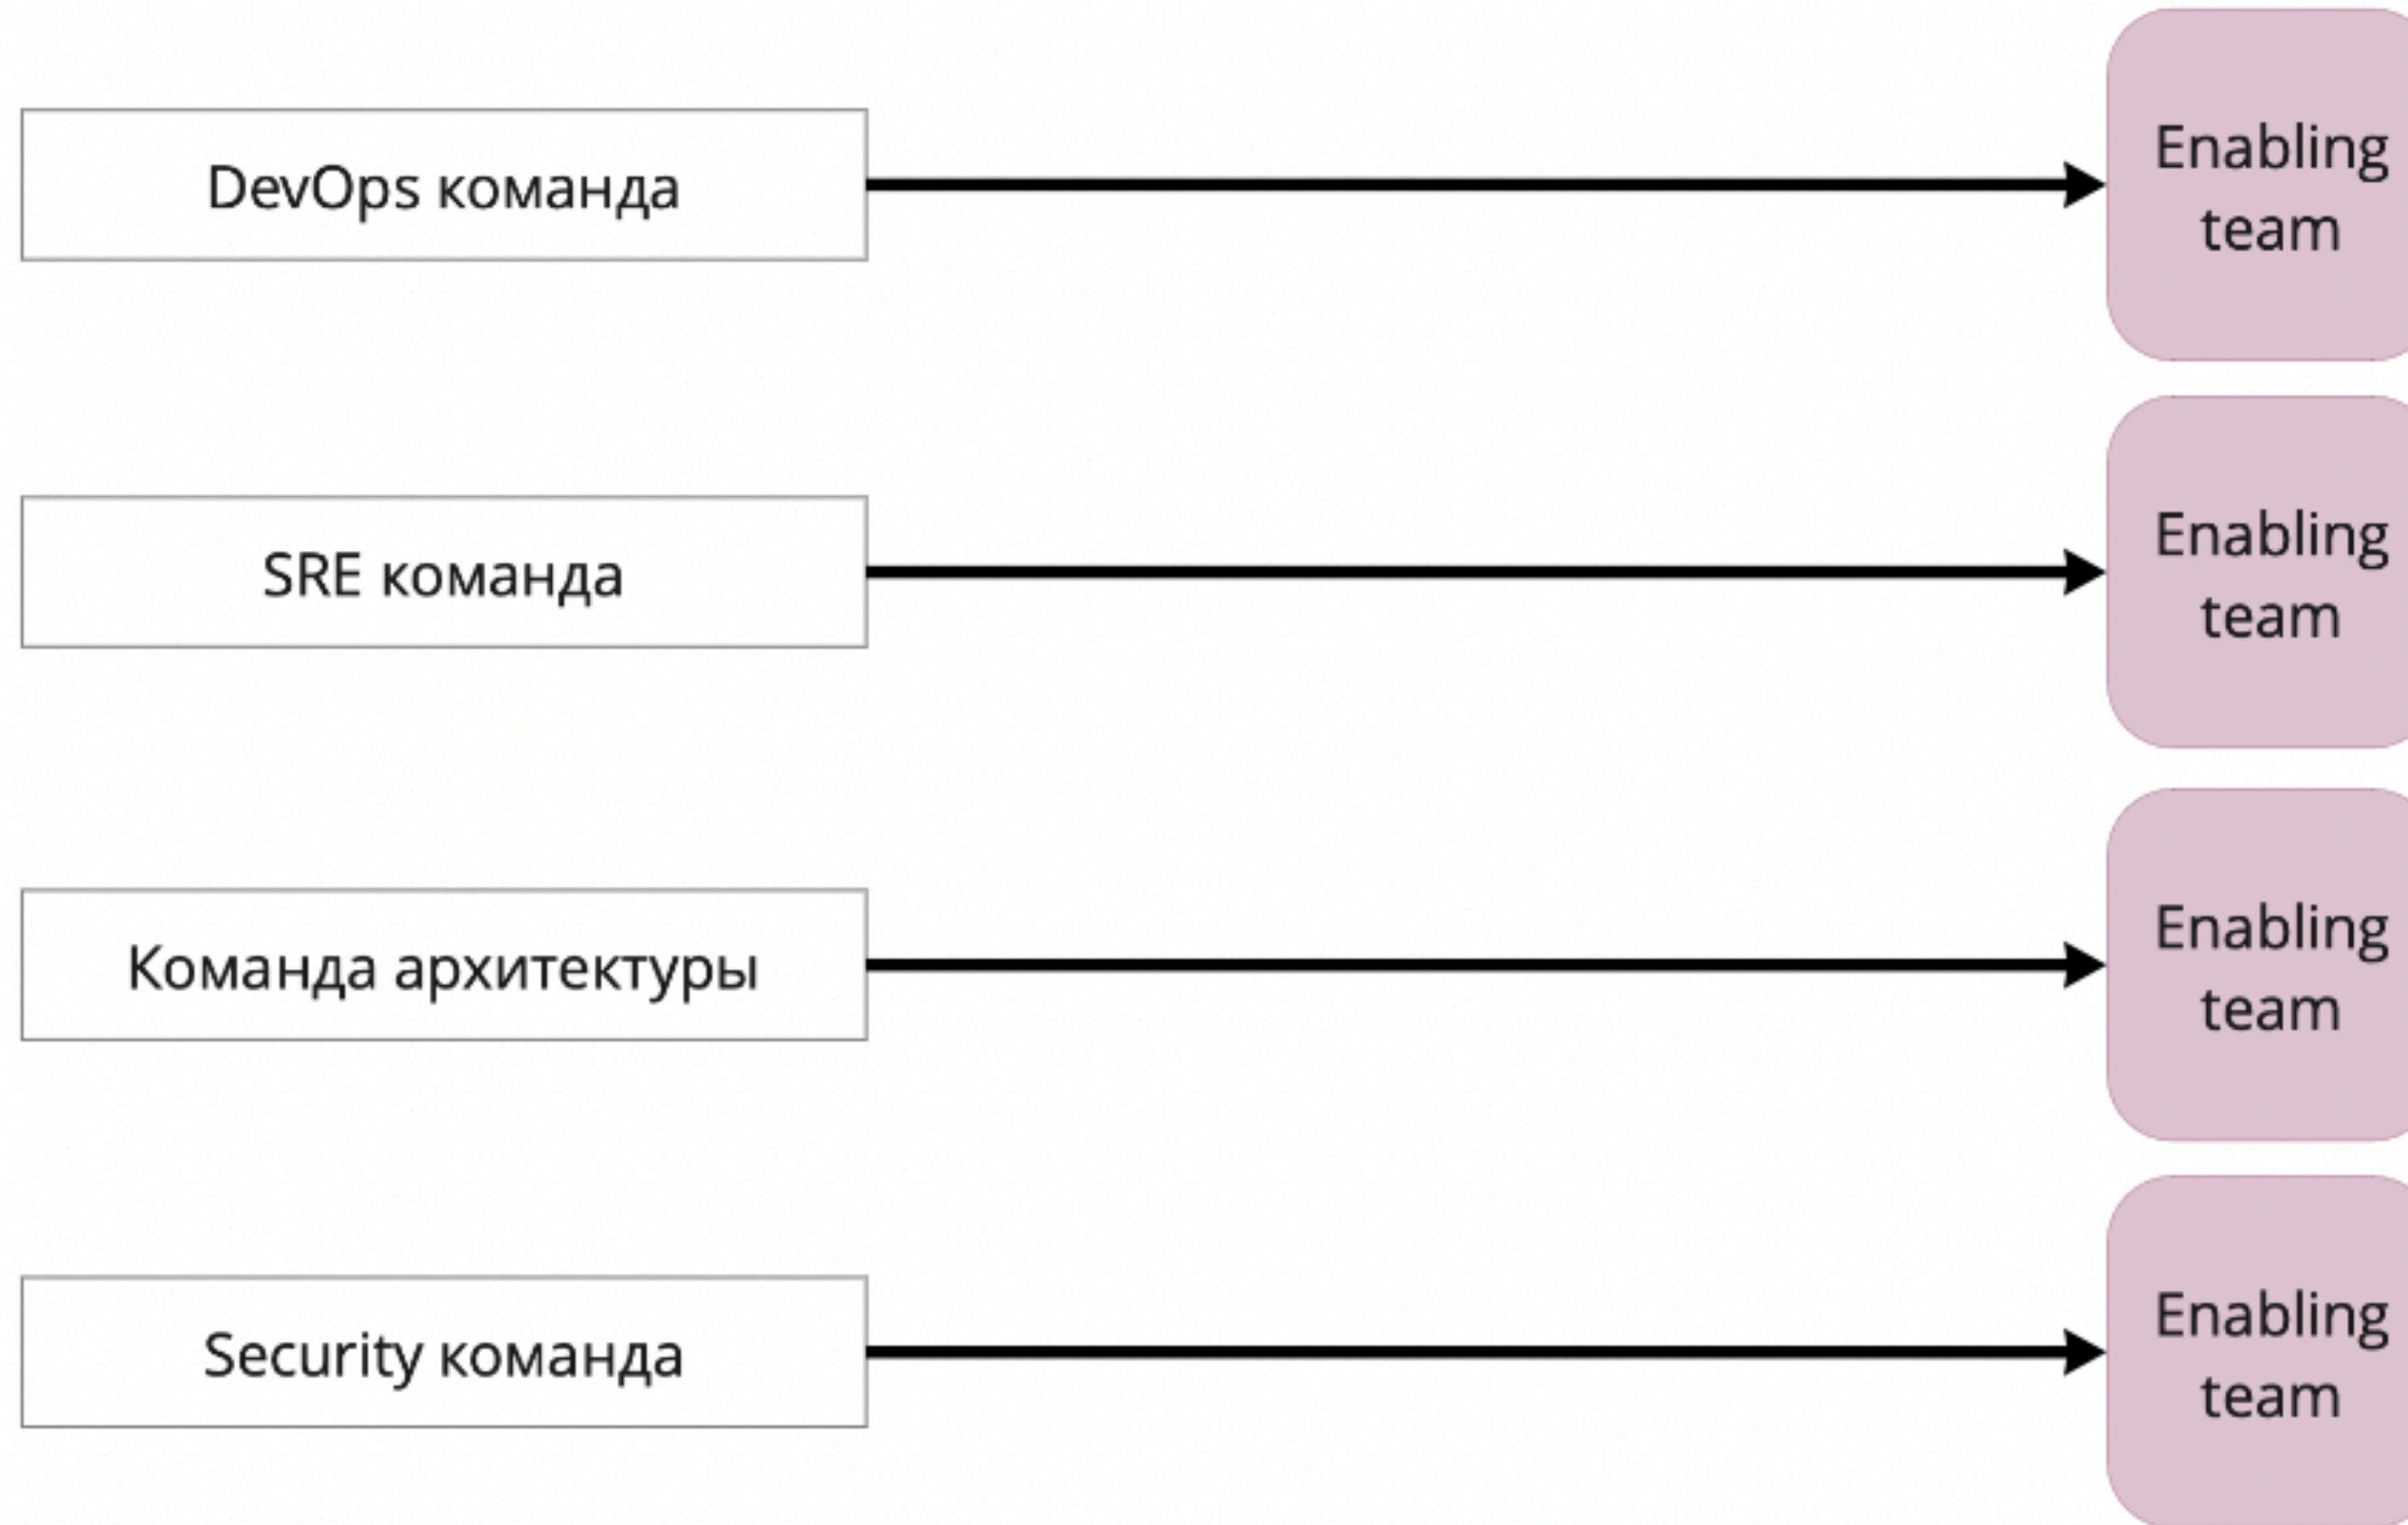 DevOps команда
Enabling
team
SRE команда
Enabling
team
Команда архитектуры
Enabling
team
Security команда
Enabling
team